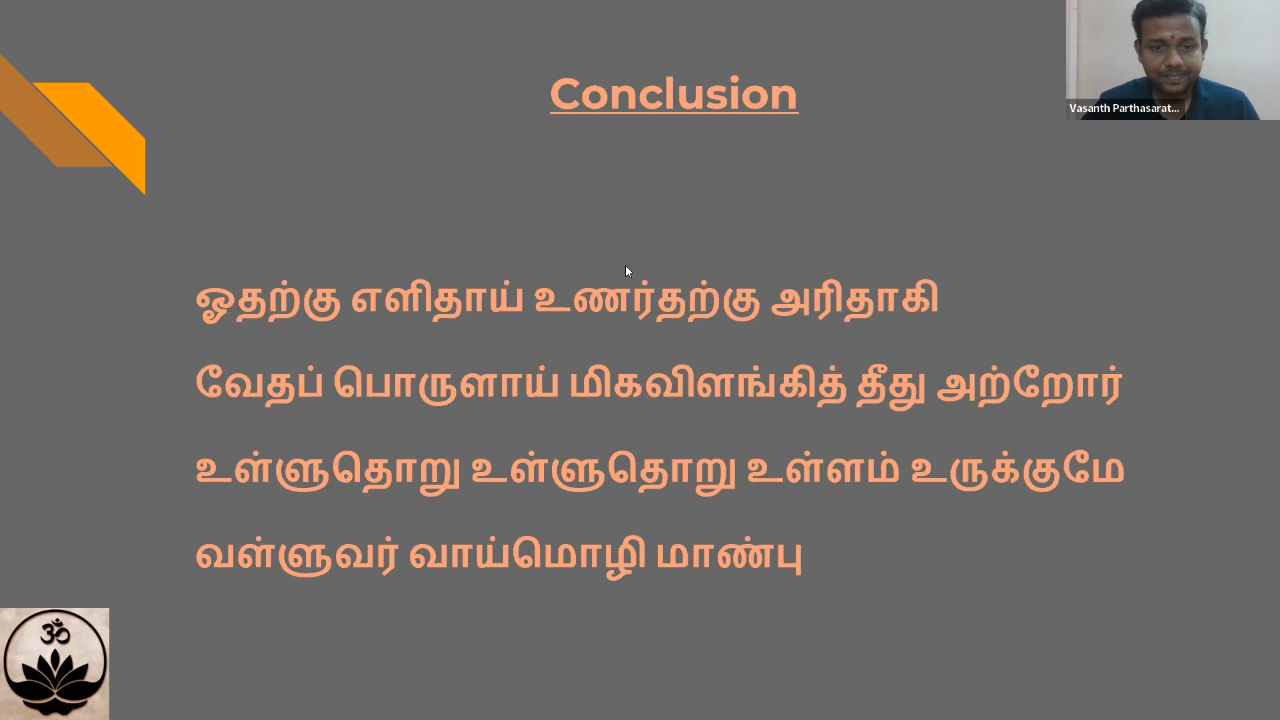 Conclusion
Vasanth Parthasarat...
ஓதற்கு எளிதாய் உணர்தற்கு அரிதாகி
வேதப் பொருளாய் மிகவிளங்கித் தீது அற்றோர்
உள்ளுதொறு உள்ளுதொறு உள்ளம் உருக்குமே
வள்ளுவர் வாய்மொழி மாண்பு
ॐ